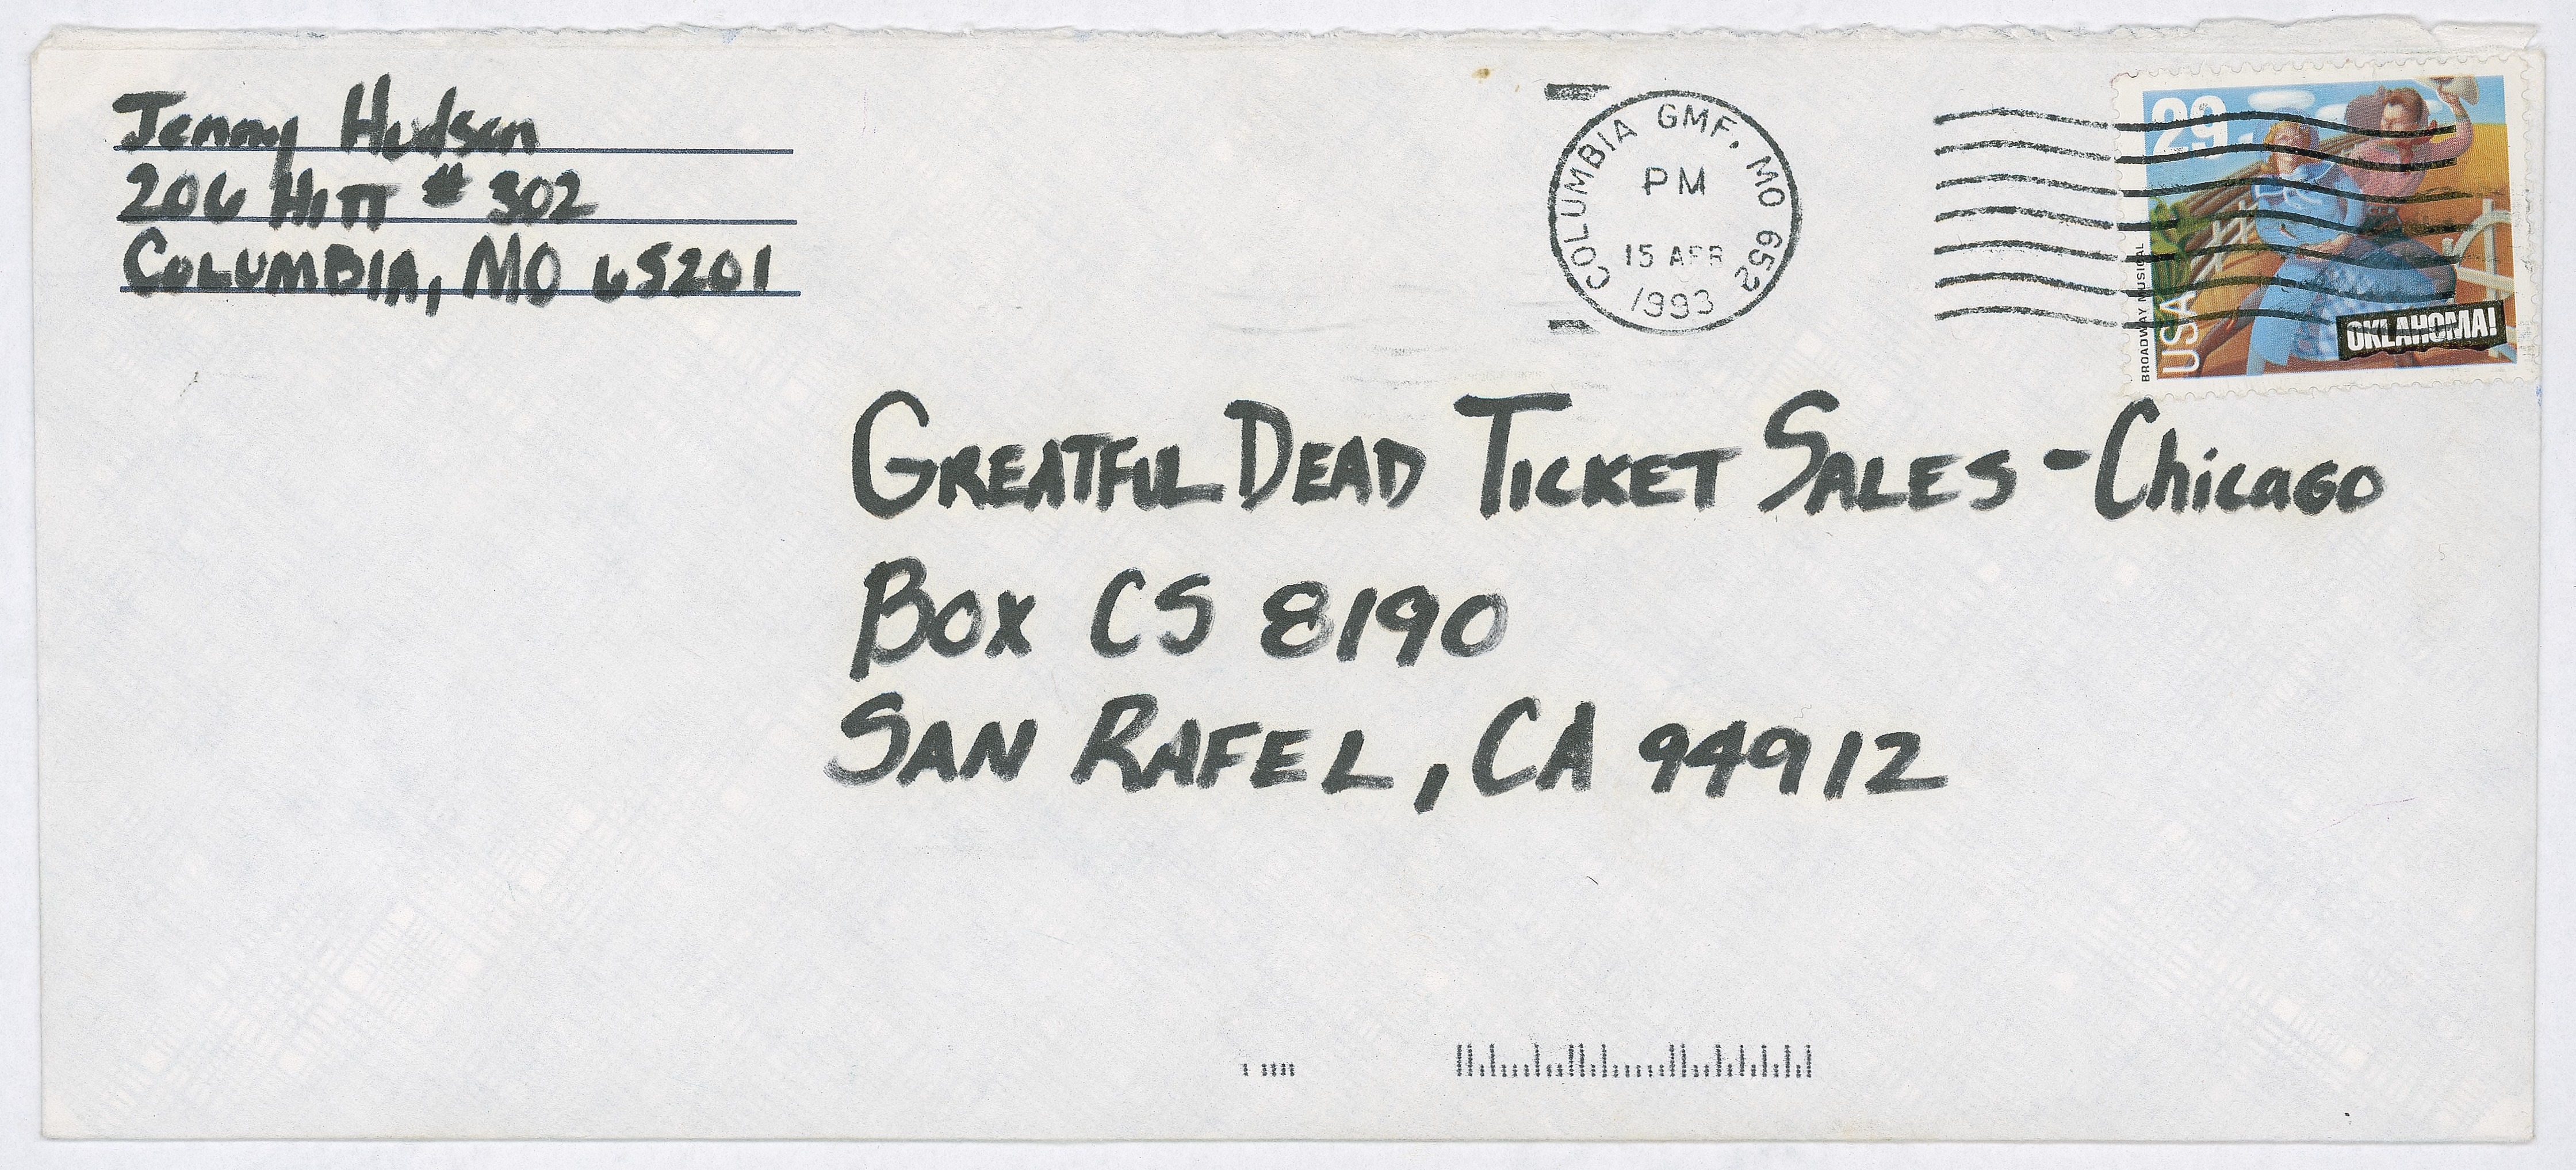 Jenny Hudson
206 HITT # 302
COLUMBIA, MO 65201
COLUMBIA GMF, MO 652
PM
15 APR
1993
29
BROADWAY MUSICAL
USA
OKLAHOMA!
GREATFUL DEAD TICKET SALES - Chicago
BOX CS 8190
SAN RAFEL, CA 94912